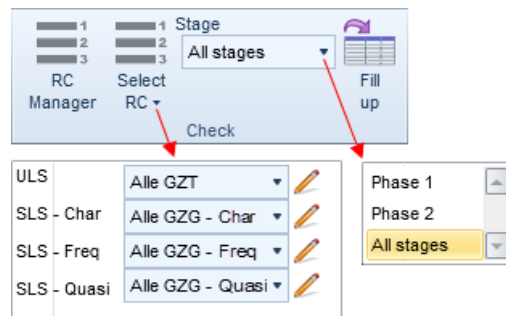 1
2
3
1
2
3
Stage
All stages
RC
Manager
Select
RC
Fill
up
Check
ULS
Alle GZT
SLS - Char
Alle GZG - Char
SLS - Freq
Alle GZG - Freq
SLS - Quasi
Alle GZG - Quasi
Phase 1
Phase 2
All stages